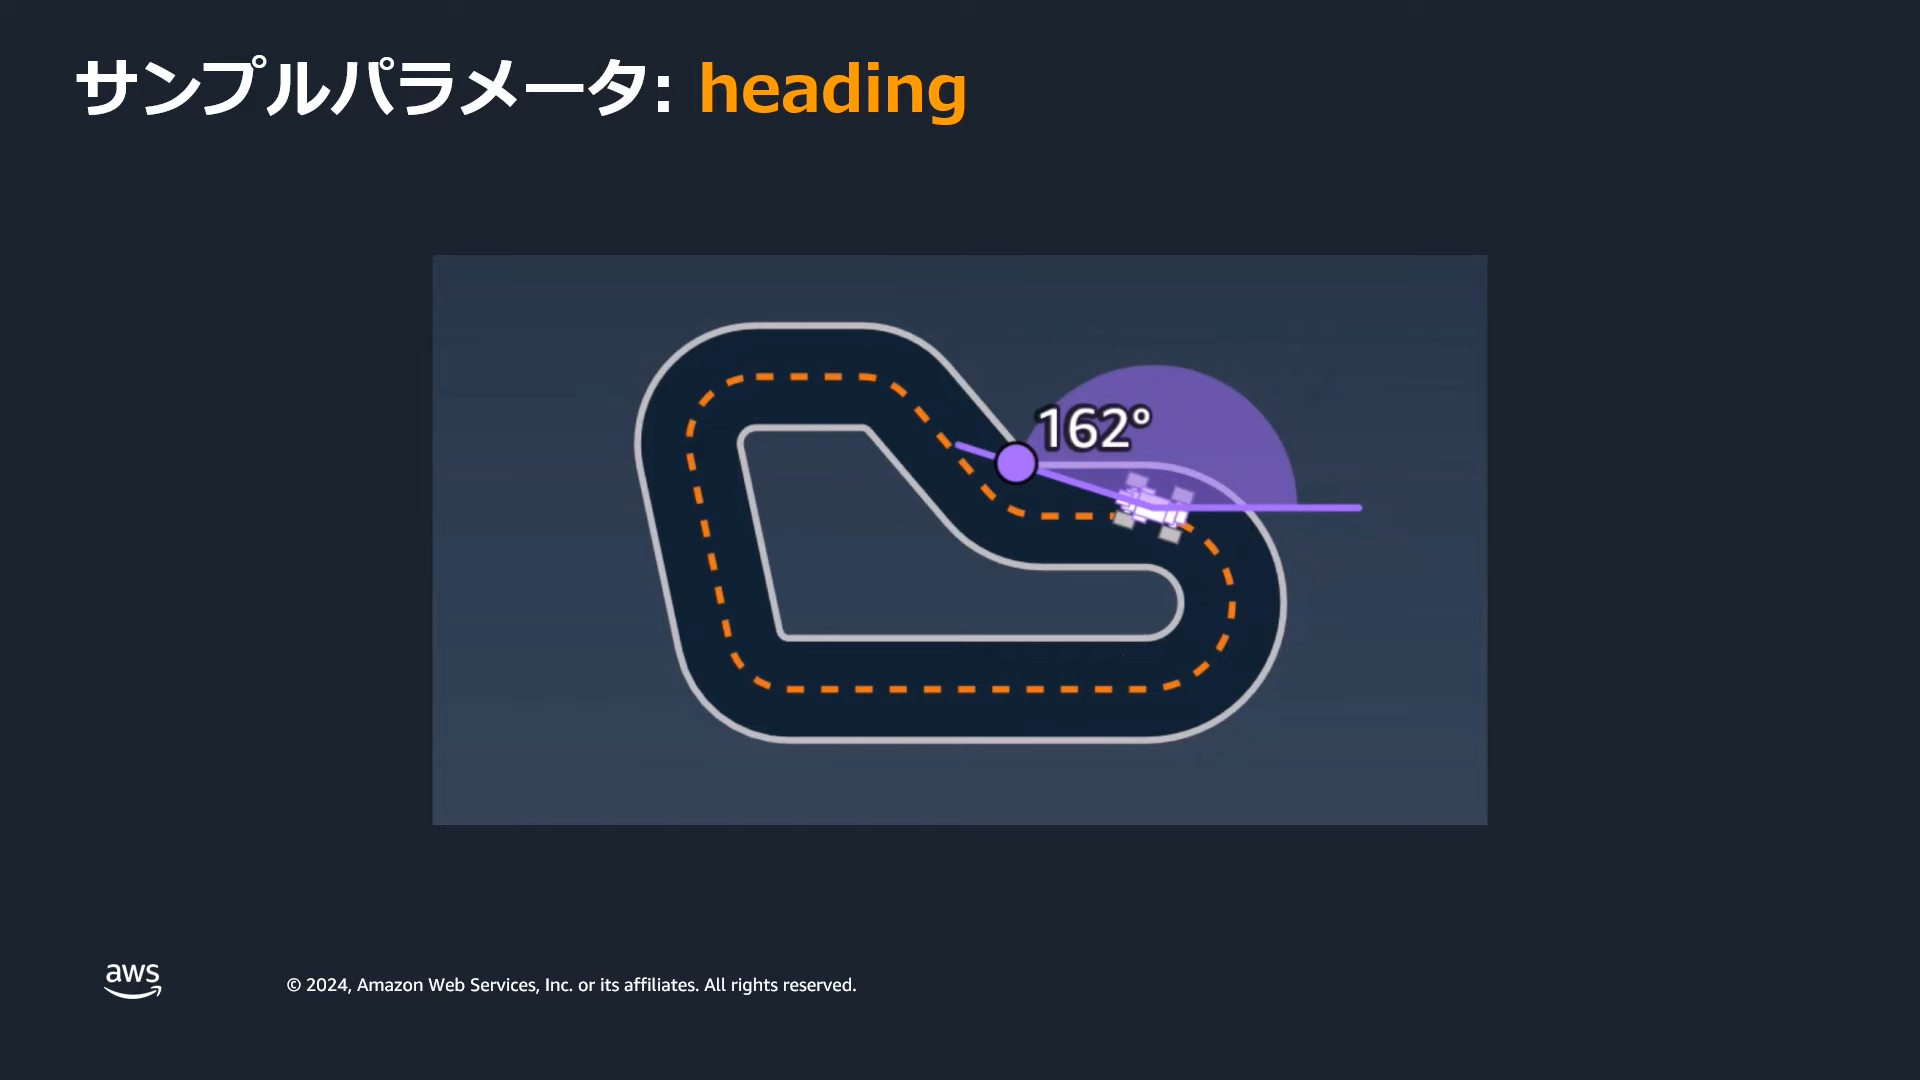 サンプルパラメータ: heading
162°
aws
© 2024, Amazon Web Services, Inc. or its affiliates. All rights reserved.